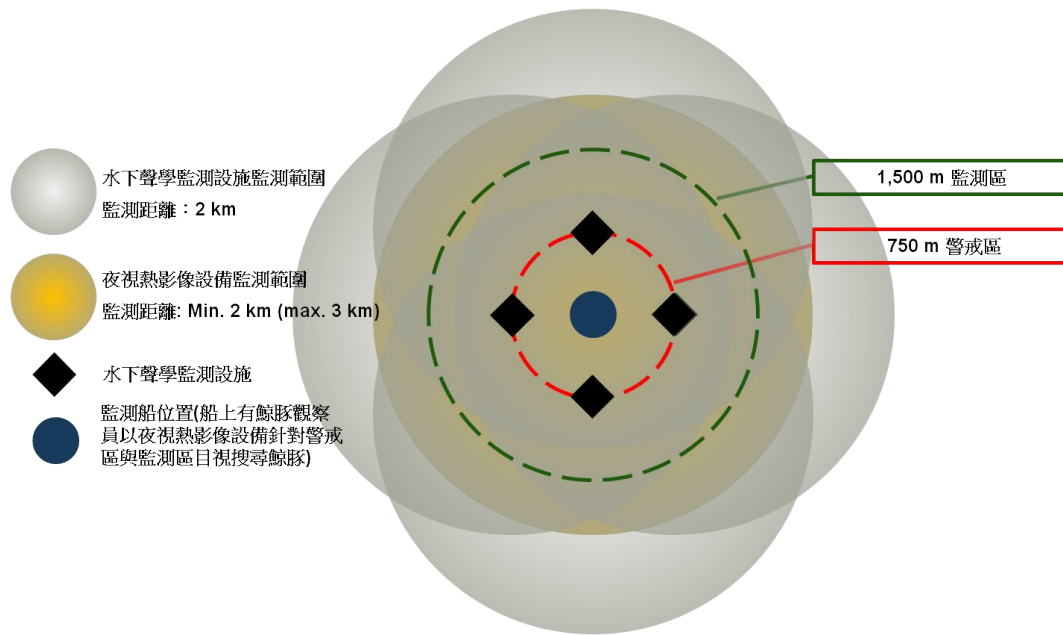 水下聲學監測設施監測範圍
監測距離：2 km
夜視熱影像設備監測範圍
監測距離: Min. 2 km (max. 3 km)
水下聲學監測設施
監測船位置(船上有鯨豚觀察
員以夜視熱影像設備針對警戒
區與監測區目視搜尋鯨豚)
1,500 m 監測區
750 m 警戒區